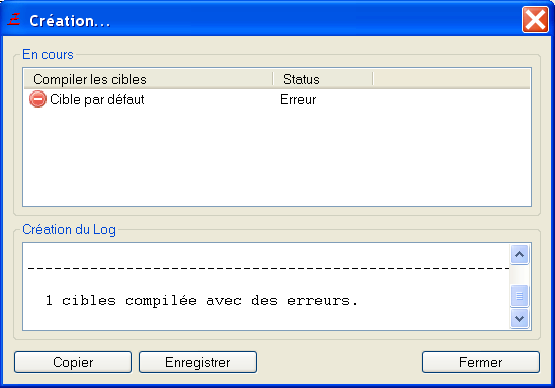 Création...
En cours
Compiler les cibles Status
Cible par défaut Erreur
Création du Log
------------------------------------------------------------
1 cibles compilée avec des erreurs.
Copier Enregistrer Fermer